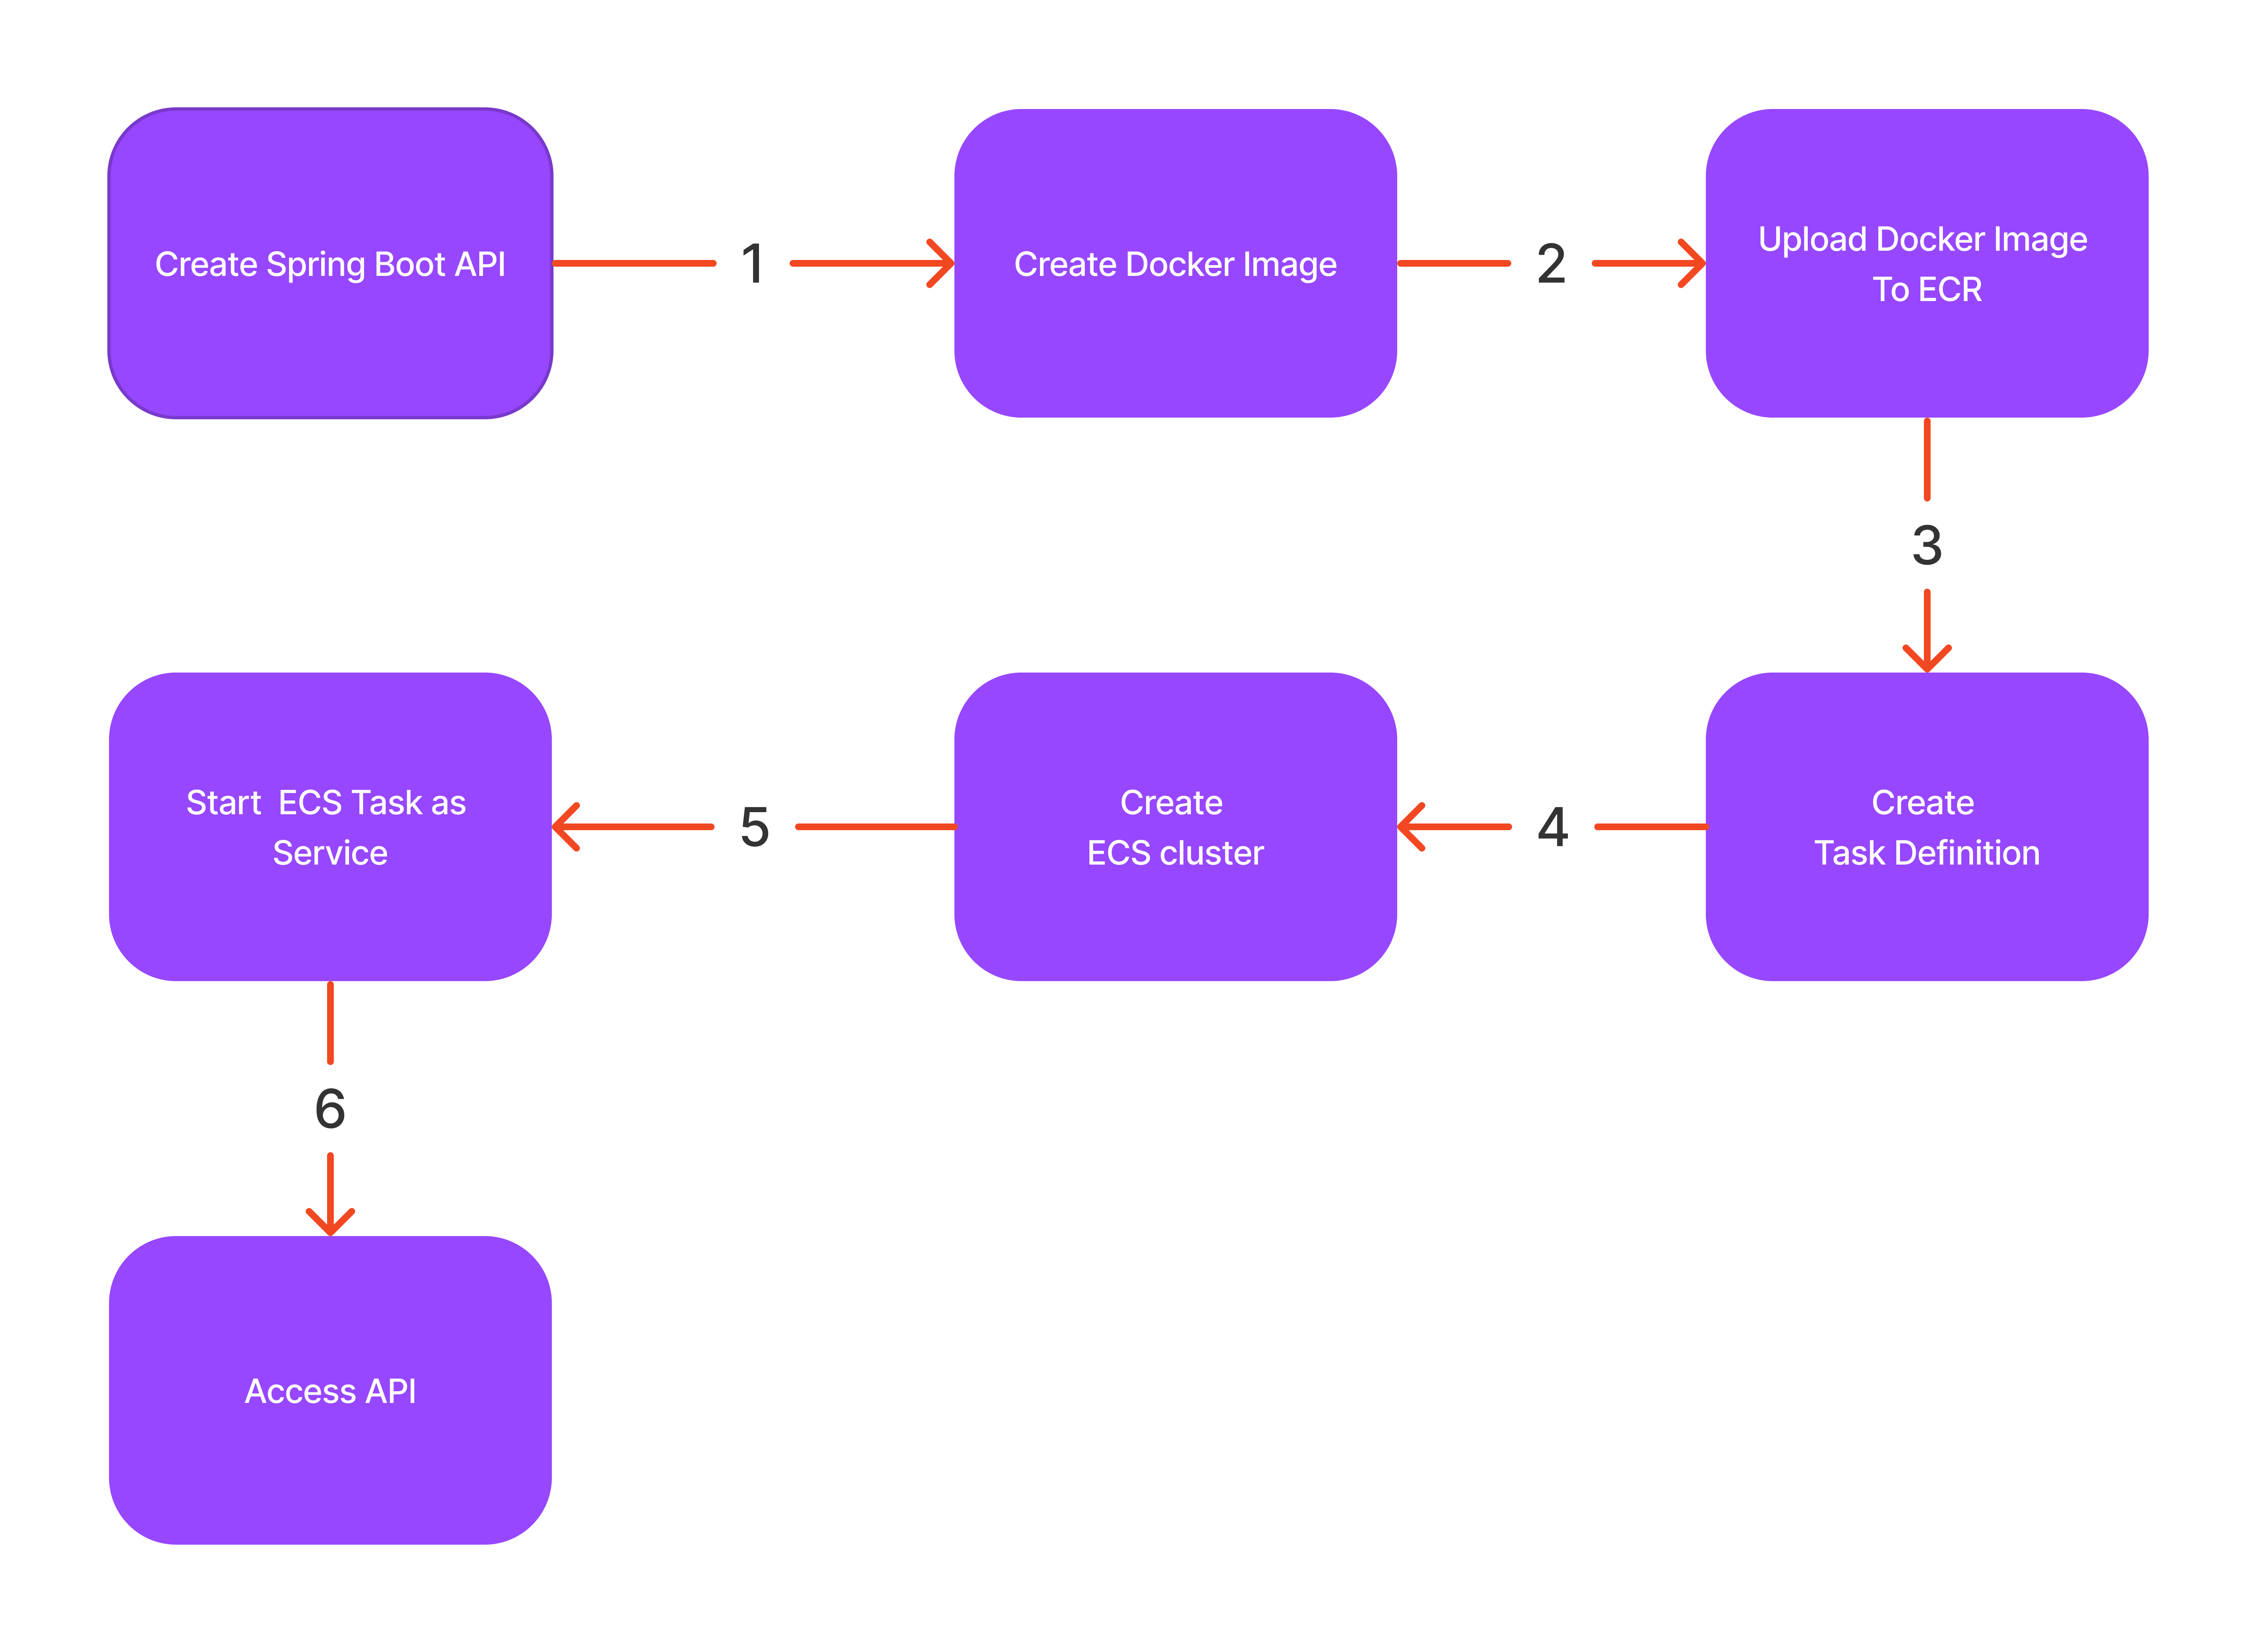 Create Spring Boot API
1
Create Docker Image
2
Upload Docker Image
To ECR
3
Create
Task Definition
4
Create
ECS cluster
5
Start  ECS Task as
Service
6
Access API